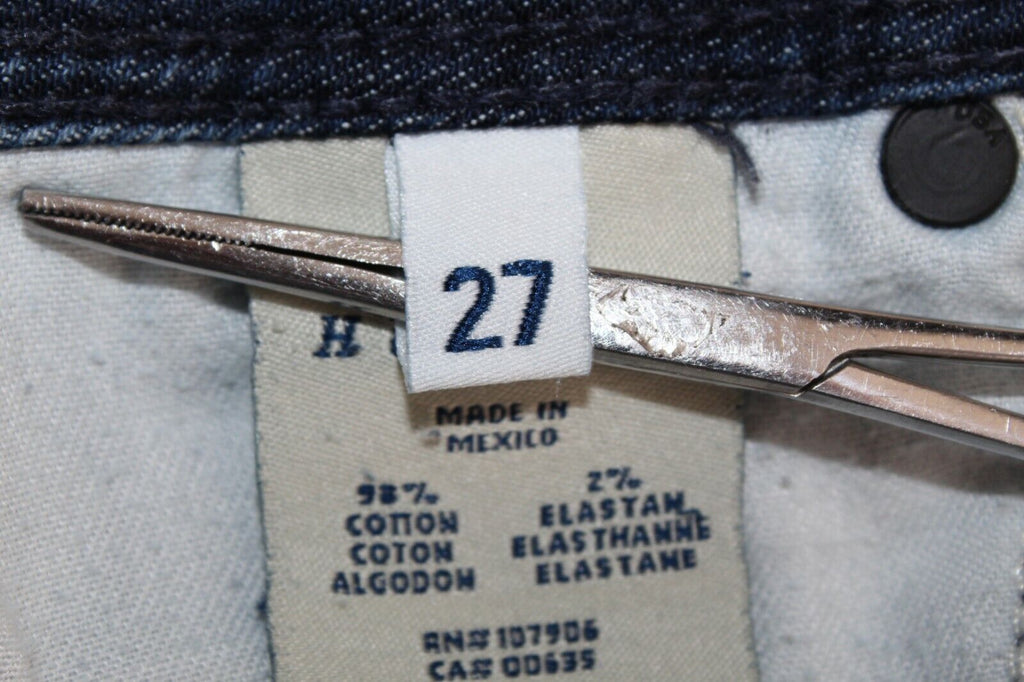 27
H
MADE IN
MEXICO
98%
COTTON
COTON
ALGODON
2%
ELASTAN
ELASTHANNE
ELASTANE
RN# 107906
CA# 00635